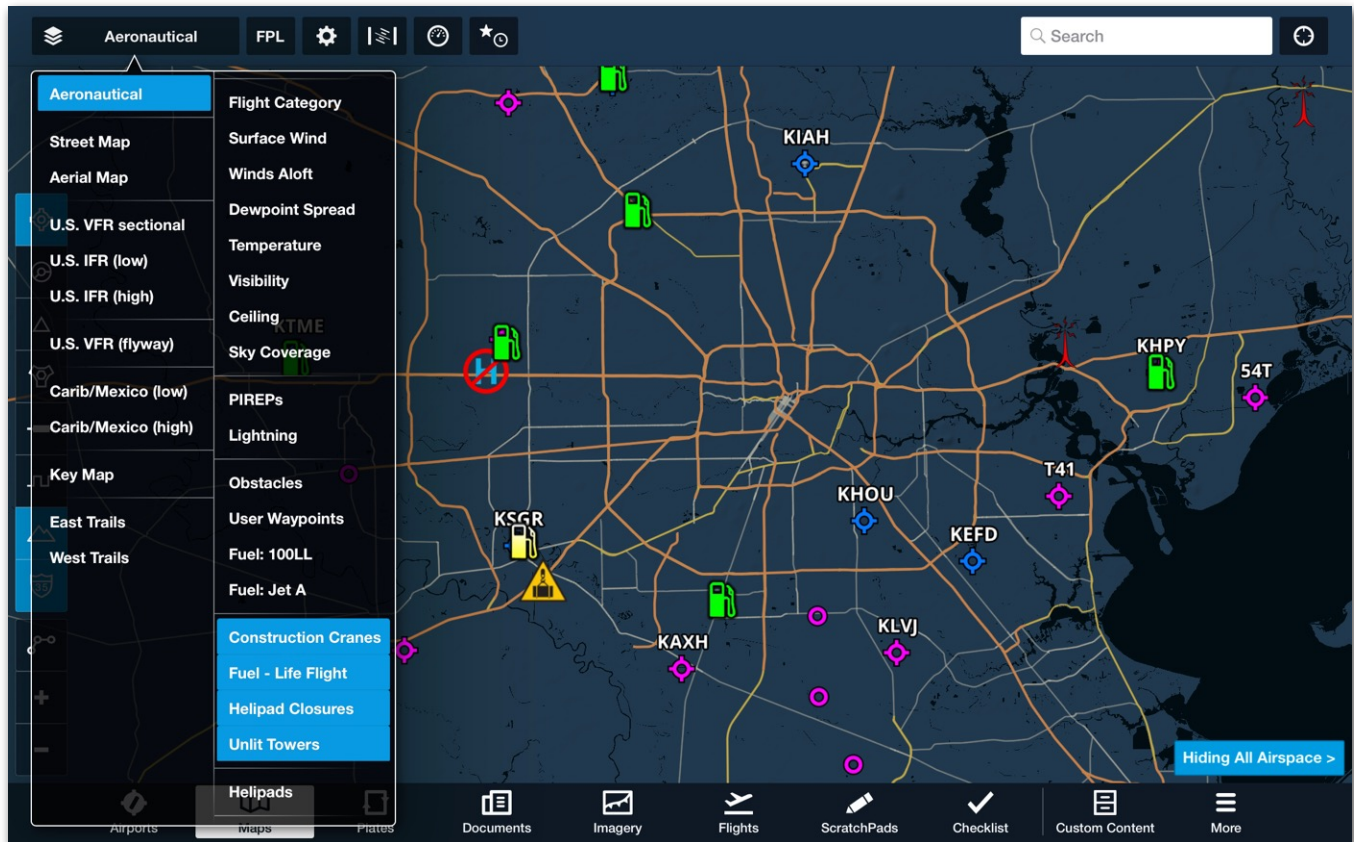 Aeronautical
FPL
Search
Aeronautical
Street Map
Aerial Map
U.S. VFR sectional
U.S. IFR (low)
U.S. IFR (high)
U.S. VFR (flyway)
Carib/Mexico (low)
Carib/Mexico (high)
Key Map
East Trails
West Trails
Flight Category
Surface Wind
Winds Aloft
Dewpoint Spread
Temperature
Visibility
Ceiling
Sky Coverage
PIREPs
Lightning
Obstacles
User Waypoints
Fuel: 100LL
Fuel: Jet A
Construction Cranes
Fuel - Life Flight
Helipad Closures
Unlit Towers
Helipads
KTME
KIAH
KHPY
54T
T41
KHOU
KSGR
KEFD
KLVJ
KAXH
H
35
Hiding All Airspace >
Airports
Maps
Plates
Documents
Imagery
Flights
ScratchPads
Checklist
Custom Content
More